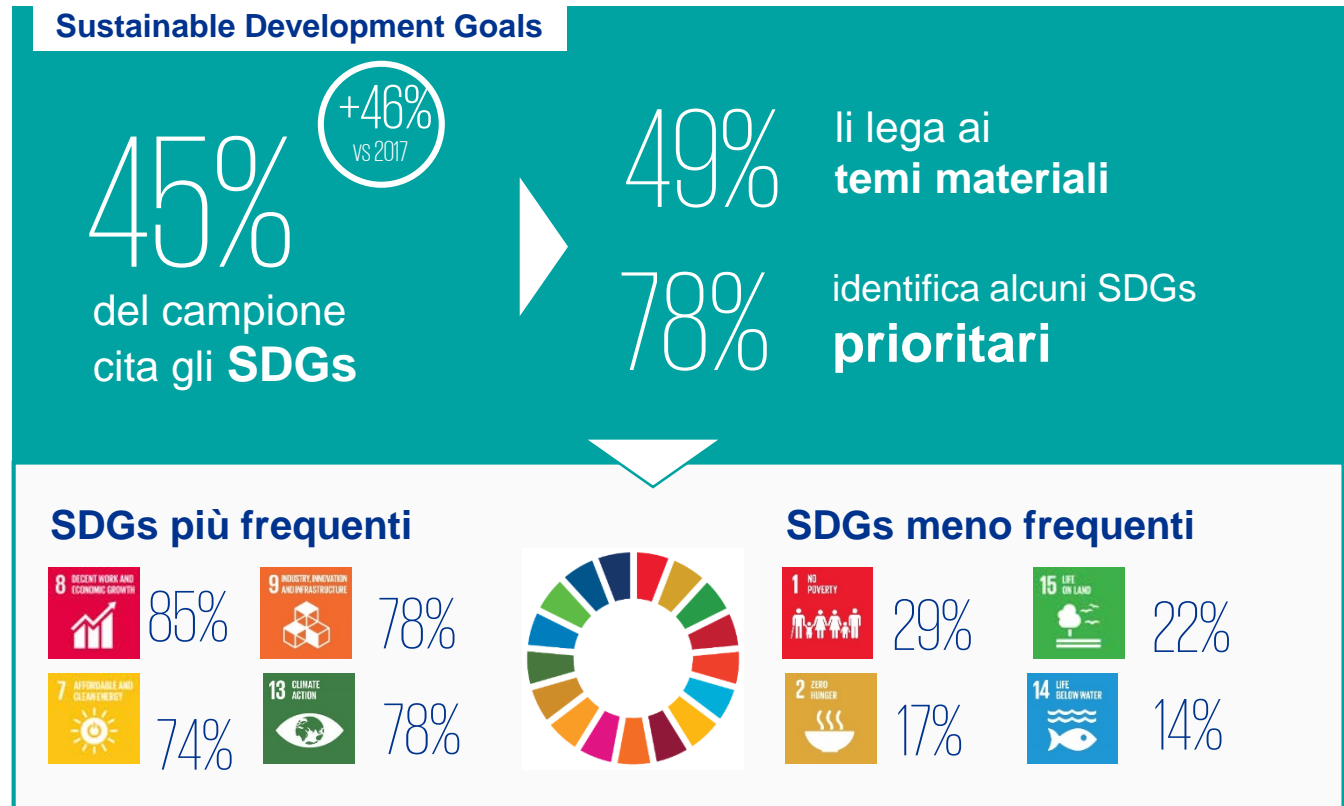 Sustainable Development Goals
45%
+46%
vs 2017
del campione
cita gli SDGs
49%
li lega ai
temi materiali
78%
identifica alcuni SDGs
prioritari
SDGs più frequenti
8 DECENT WORK AND
ECONOMIC GROWTH
85%
9 INDUSTRY, INNOVATION
AND INFRASTRUCTURE
78%
7 AFFORDABLE AND
CLEAN ENERGY
74%
13 CLIMATE
ACTION
78%
SDGs meno frequenti
1 NO
POVERTY
29%
15 LIFE
ON LAND
22%
2 ZERO
HUNGER
17%
14 LIFE
BELOW WATER
14%